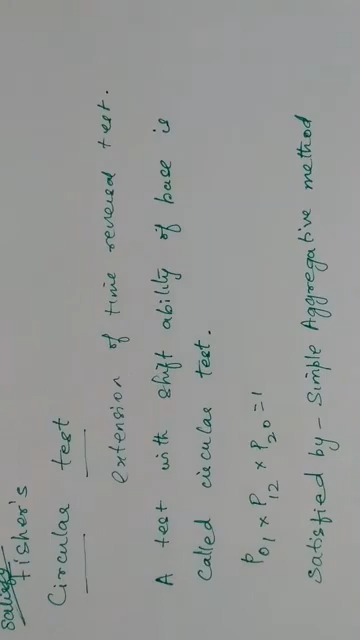 satisfy
Fisher's
Circular test
extension of time reversal test.
A test with shift ability of base is
called circular test.
P01 × P12 × P20 = 1
Satisfied by - Simple Aggregative method